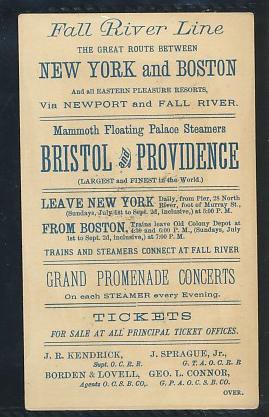 Fall River Line
THE GREAT ROUTE BETWEEN
NEW YORK and BOSTON
And all EASTERN PLEASURE RESORTS,
Via NEWPORT and FALL RIVER.
Mammoth Floating Palace Steamers
BRISTOL and PROVIDENCE
(LARGEST and FINEST in the World.)
LEAVE NEW YORK Daily, from Pier, 28 North River, foot of Murray St.,
(Sundays, July 1st to Sept. 2d, inclusive,) at 5:00 P. M.
FROM BOSTON, Trains leave Old Colony Depot at 4:30 and 6:00 P. M., (Sundays, July
1st to Sept. 2d, inclusive,) at 7:00 P. M.
TRAINS AND STEAMERS CONNECT AT FALL RIVER
GRAND PROMENADE CONCERTS
On each STEAMER every Evening.
TICKETS
FOR SALE AT ALL PRINCIPAL TICKET OFFICES.
J. R. KENDRICK, J. SPRAGUE, Jr.,
Supt. O. C. R. R. G. T. A. O. C. R. R
BORDEN & LOVELL, GEO. L. CONNOR,
Agents O. C. S. B. CO., G. P. A. O. C. S. B. CO.
OVER.